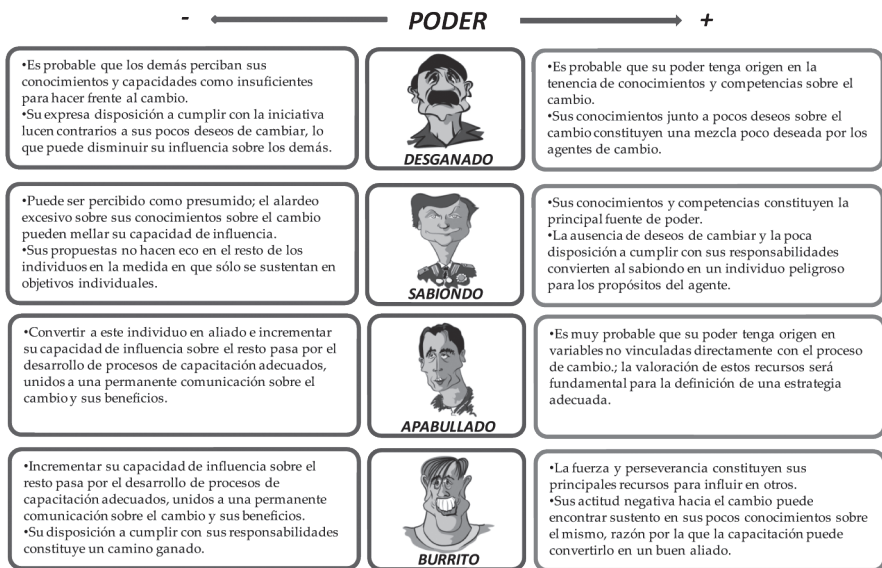 - PODER +
•Es probable que los demás perciban sus
conocimientos y capacidades como insuficientes
para hacer frente al cambio.
•Su expresa disposición a cumplir con la iniciativa
lucen contrarios a sus pocos deseos de cambiar, lo
que puede disminuir su influencia sobre los demás.
DESGANADO
•Es probable que su poder tenga origen en la
tenencia de conocimientos y competencias sobre el
cambio.
•Sus conocimientos junto a pocos deseos sobre el
cambio constituyen una mezcla poco deseada por los
agentes de cambio.
•Puede ser percibido como presumido; el alardeo
excesivo sobre sus conocimientos sobre el cambio
pueden mellar su capacidad de influencia.
•Sus propuestas no hacen eco en el resto de los
individuos en la medida en que sólo se sustentan en
objetivos individuales.
SABIONDO
•Sus conocimientos y competencias constituyen la
principal fuente de poder.
•La ausencia de deseos de cambiar y la poca
disposición a cumplir con sus responsabilidades
convierten al sabiondo en un individuo peligroso
para los propósitos del agente.
•Convertir a este individuo en aliado e incrementar
su capacidad de influencia sobre el resto pasa por el
desarrollo de procesos de capacitación adecuados,
unidos a una permanente comunicación sobre el
cambio y sus beneficios.
APABULLADO
•Es muy probable que su poder tenga origen en
variables no vinculadas directamente con el proceso
de cambio.; la valoración de estos recursos será
fundamental para la definición de una estrategia
adecuada.
•Incrementar su capacidad de influencia sobre el
resto pasa por el desarrollo de procesos de
capacitación adecuados, unidos a una permanente
comunicación sobre el cambio y sus beneficios.
•Su disposición a cumplir con sus responsabilidades
constituye un camino ganado.
BURRITO
•La fuerza y perseverancia constituyen sus
principales recursos para influir en otros.
•Sus actitud negativa hacia el cambio puede
encontrar sustento en sus pocos conocimientos sobre
el mismo, razón por la que la capacitación puede
convertirlo en un buen aliado.